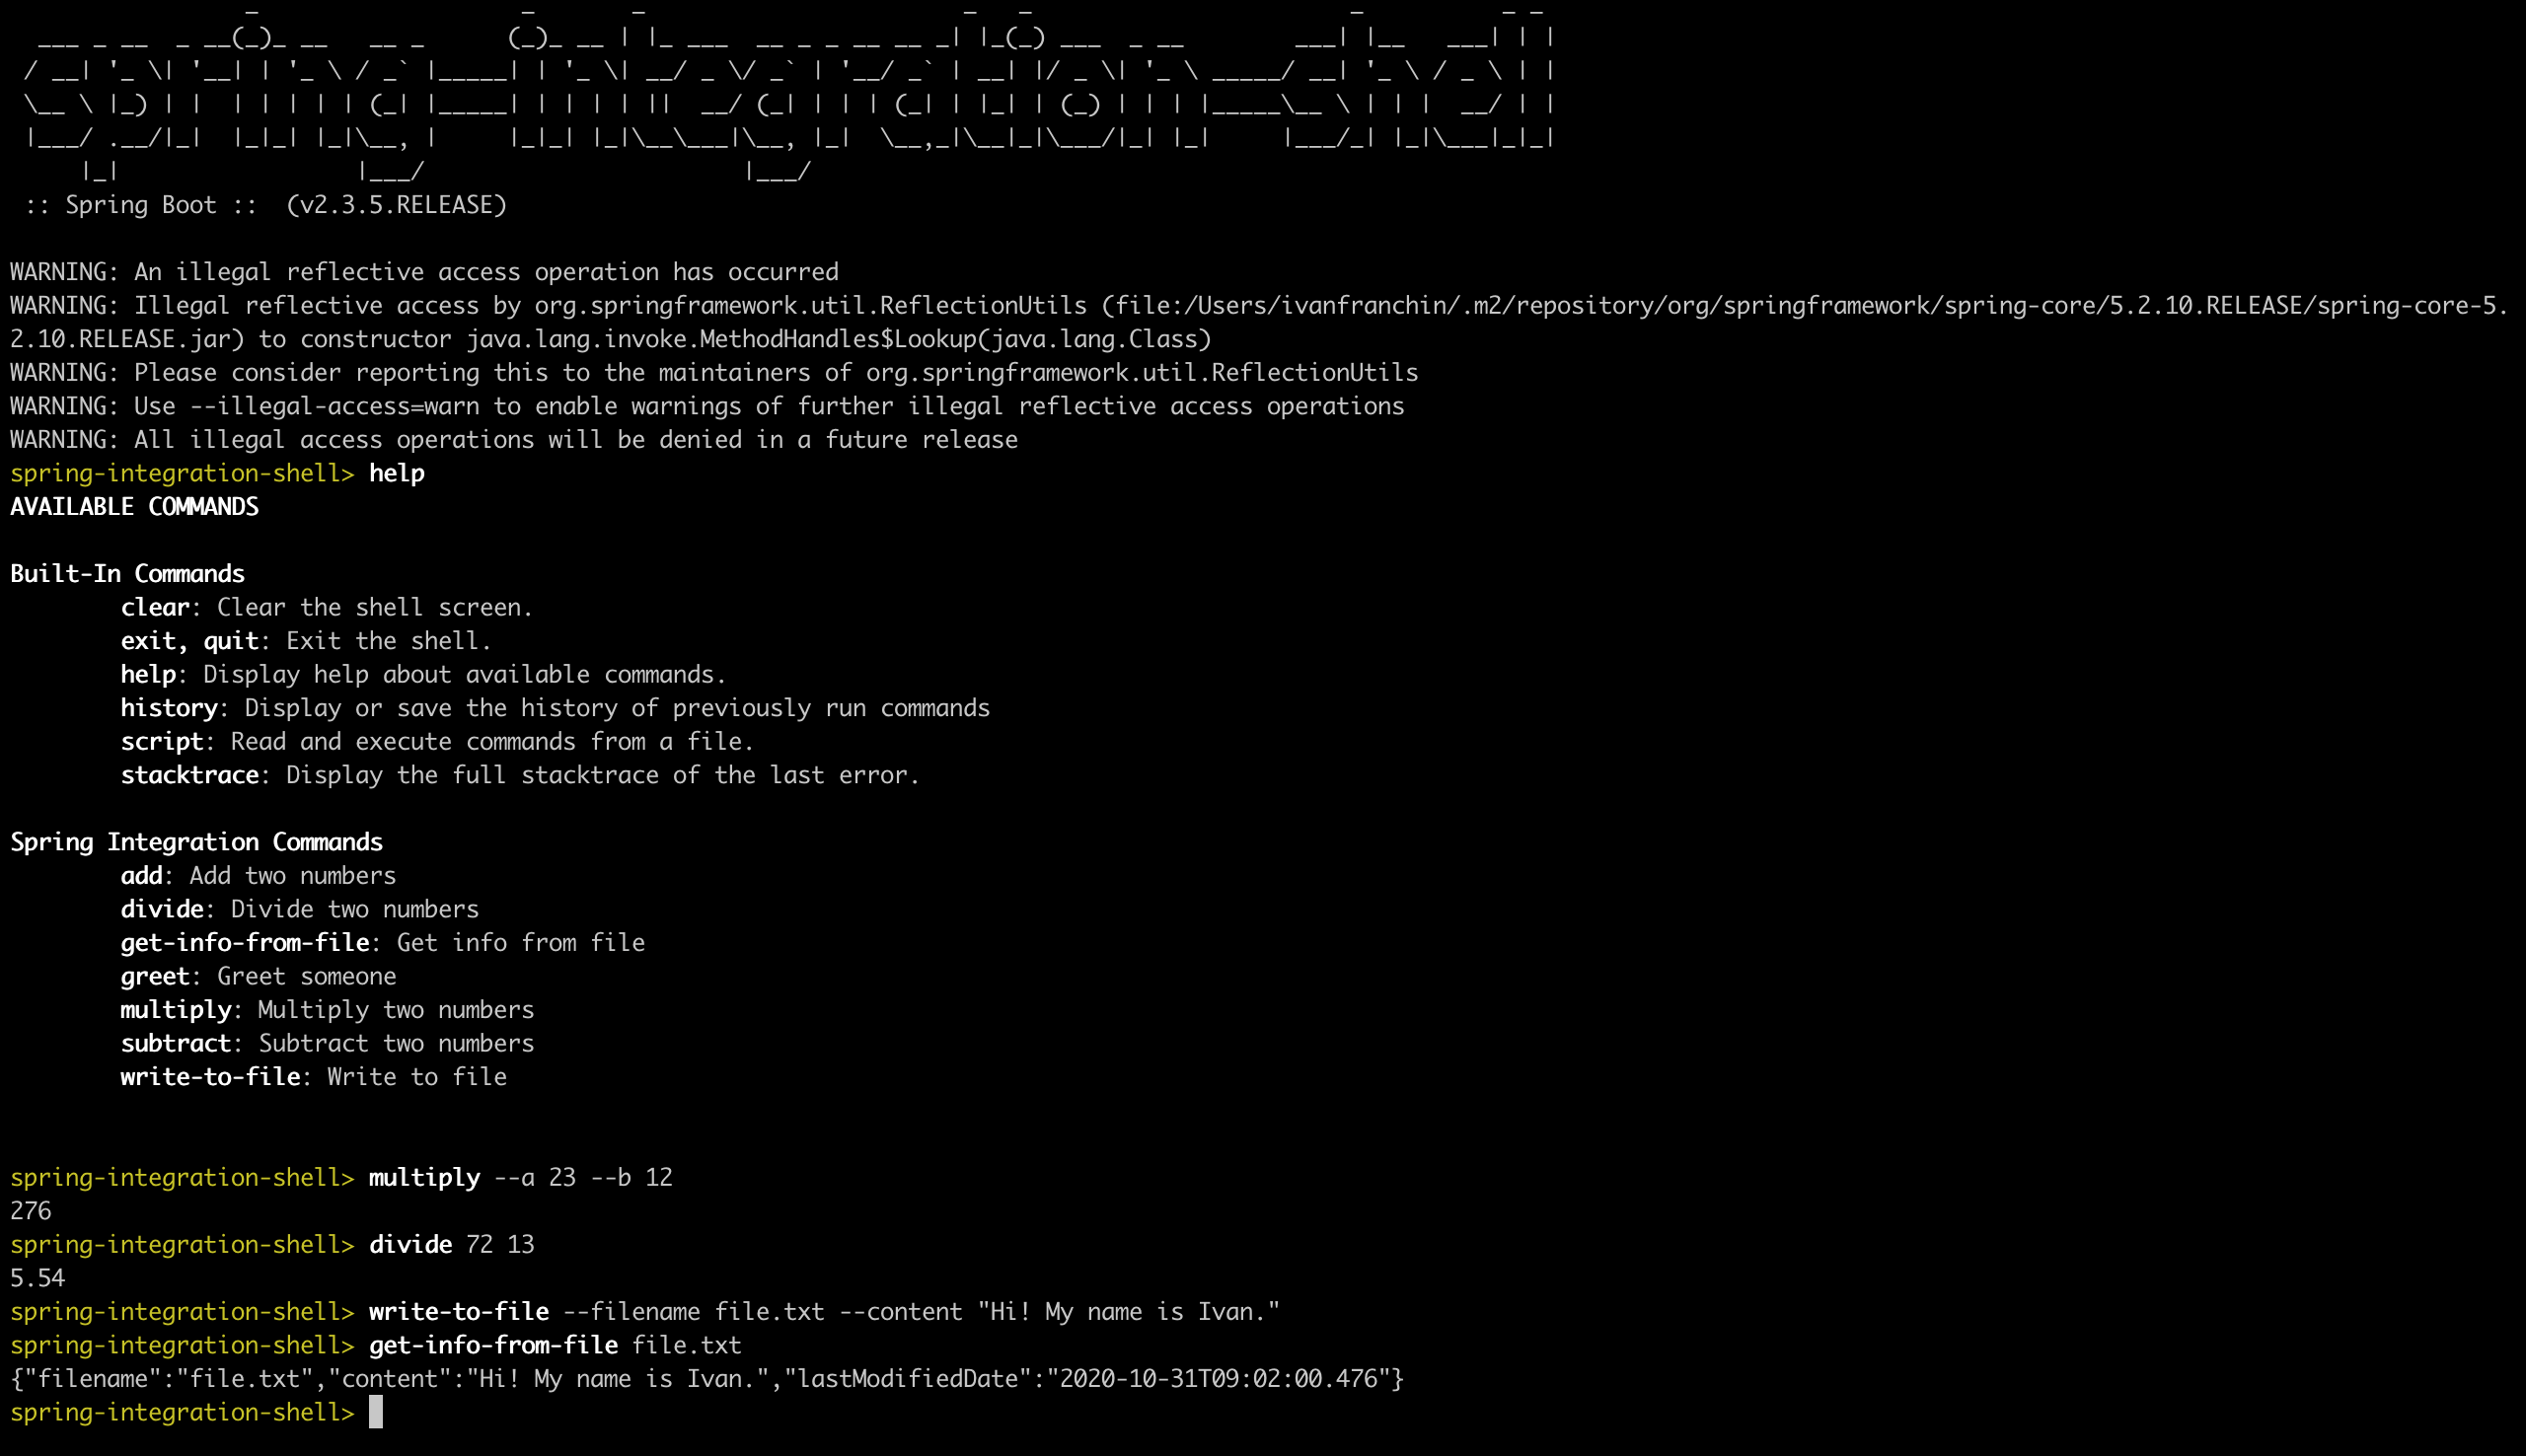 spring-integration-shell
:: Spring Boot ::  (v2.3.5.RELEASE)
WARNING: An illegal reflective access operation has occurred
WARNING: Illegal reflective access by org.springframework.util.ReflectionUtils (file:/Users/ivanfranchin/.m2/repository/org/springframework/spring-core/5.2.10.RELEASE/spring-core-5.
2.10.RELEASE.jar) to constructor java.lang.invoke.MethodHandles$Lookup(java.lang.Class)
WARNING: Please consider reporting this to the maintainers of org.springframework.util.ReflectionUtils
WARNING: Use --illegal-access=warn to enable warnings of further illegal reflective access operations
WARNING: All illegal access operations will be denied in a future release
spring-integration-shell> help
AVAILABLE COMMANDS
Built-In Commands
clear: Clear the shell screen.
exit, quit: Exit the shell.
help: Display help about available commands.
history: Display or save the history of previously run commands
script: Read and execute commands from a file.
stacktrace: Display the full stacktrace of the last error.
Spring Integration Commands
add: Add two numbers
divide: Divide two numbers
get-info-from-file: Get info from file
greet: Greet someone
multiply: Multiply two numbers
subtract: Subtract two numbers
write-to-file: Write to file
spring-integration-shell> multiply --a 23 --b 12
276
spring-integration-shell> divide 72 13
5.54
spring-integration-shell> write-to-file --filename file.txt --content "Hi! My name is Ivan."
spring-integration-shell> get-info-from-file file.txt
{"filename":"file.txt","content":"Hi! My name is Ivan.","lastModifiedDate":"2020-10-31T09:02:00.476"}
spring-integration-shell>